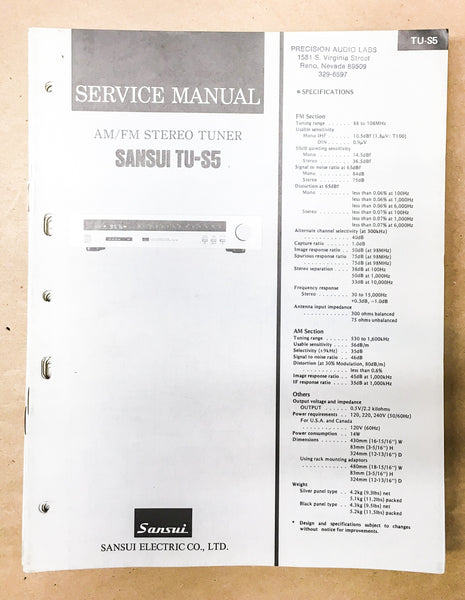 TU-S5
PRECISION AUDIO LABS
1551 S. Virginia Street
Reno, Nevada 89509
329-6597
SERVICE MANUAL
AM/FM STEREO TUNER
SANSUI TU-S5
■ SPECIFICATIONS
FM Section
Tuning range . . . . . . 88 to 108MHz
Usable sensitivity
Mono IHF . . . . . 10.5dBf (1.8μV: T100)
DIN . . . . 0.9μV
50dB quieting sensitivity
Mono . . . . . 14.5dBf
Stereo . . . . . 36.5dBf
Signal to noise ratio at 65dBf
Mono . . . . . 84dB
Stereo . . . . . 75dB
Distortion at 65dBf
Mono . . . . . less than 0.06% at 100Hz
less than 0.06% at 1,000Hz
less than 0.06% at 6,000Hz
Stereo . . . . . less than 0.07% at 100Hz
less than 0.07% at 1,000Hz
less than 0.07% at 6,000Hz
Alternate channel selectivity (at 300kHz)
40dB
Capture ratio . . . . . 1.0dB
Image response ratio . . 50dB (at 98MHz)
Spurious response ratio 75dB (at 98MHz)
75dB (at 98MHz)
Stereo separation . . . . 38dB at 100Hz
50dB at 1,000Hz
33dB at 10,000Hz
Frequency response
Stereo . . . . . 30 to 15,000Hz
+0.5dB, -1.0dB
Antenna input impedance
300 ohms balanced
75 ohms unbalanced
AM Section
Tuning range . . . . . . 530 to 1,600kHz
Usable sensitivity . . . . 56dB/m
Selectivity (±9kHz) . . . 35dB
Signal to noise ratio . . . 46dB
Distortion (at 30% Modulation, 80dB/m)
less than 0.6%
Image response ratio . . 45dB at 1,000kHz
IF response ratio . . . . 35dB at 1,000kHz
Others
Output voltage and impedance
OUTPUT . . . . . 0.5V/2.2 kilohms
Power requirements . . . 120, 220, 240V (50/60Hz)
For U.S.A. and Canada
120V (60Hz)
Power consumption . . . 14W
Dimensions . . . . . . . 430mm (16-15/16") W
83mm (3-5/16") H
324mm (12-13/16") D
Using rack mounting adaptors
480mm (18-15/16") W
83mm (3-5/16") H
324mm (12-13/16") D
Weight
Silver panel type . . 4.2kg (9.3lbs) net
5.1kg (11.2lbs) packed
Black panel type . . 4.3kg (9.5lbs) net
5.2kg (11.5lbs) packed
* Design and specifications subject to changes
without notice for improvements.
Sansui
SANSUI ELECTRIC CO., LTD.